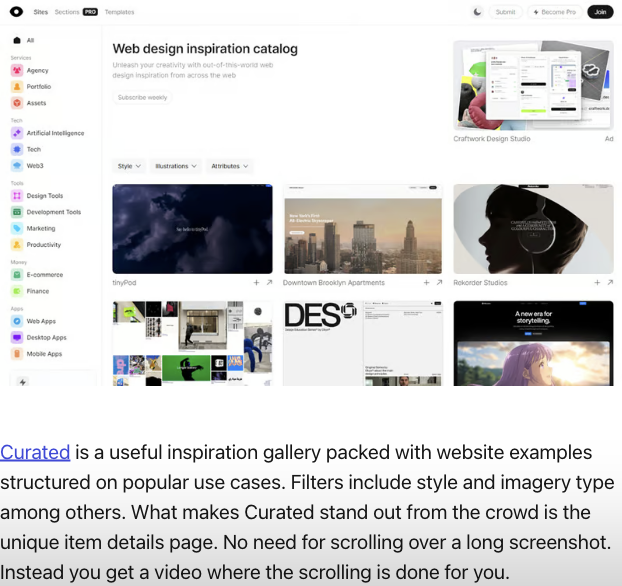 Sites Sections PRO Templates
Submit
Become Pro
Join
All
Services
Agency
Portfolio
Assets
Tech
Artificial Intelligence
Tech
Web3
Tools
Design Tools
Development Tools
Marketing
Productivity
Money
E-commerce
Finance
Apps
Web Apps
Desktop Apps
Mobile Apps
Web design inspiration catalog
Unleash your creativity with out-of-this-world web
design inspiration from across the web
Subscribe weekly
Craftwork Design Studio Ad
Style Illustrations Attributes
tinyPod
Downtown Brooklyn Apartments
Rekorder Studios
DES
A new era for
storytelling.
Curated is a useful inspiration gallery packed with website examples
structured on popular use cases. Filters include style and imagery type
among others. What makes Curated stand out from the crowd is the
unique item details page. No need for scrolling over a long screenshot.
Instead you get a video where the scrolling is done for you.